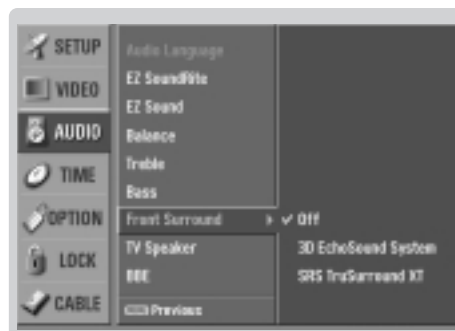 SETUP
VIDEO
AUDIO
TIME
OPTION
LOCK
CABLE
Audio Language
EZ SoundRite
EZ Sound
Balance
Treble
Bass
Front Surround
TV Speaker
BBE
Previous
✓ Off
3D EchoSound System
SRS TruSurround XT